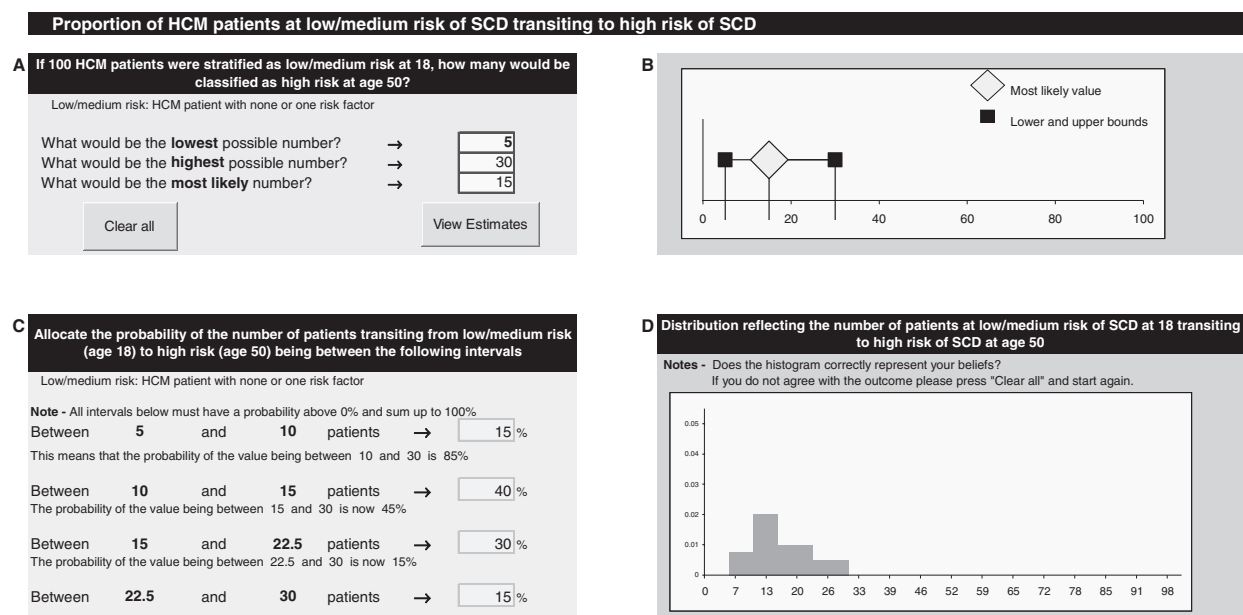 Proportion of HCM patients at low/medium risk of SCD transiting to high risk of SCD
A
If 100 HCM patients were stratified as low/medium risk at 18, how many would be
classified as high risk at age 50?
Low/medium risk: HCM patient with none or one risk factor
What would be the lowest possible number? → 5
What would be the highest possible number? → 30
What would be the most likely number? → 15
Clear all
View Estimates
B
Most likely value
Lower and upper bounds
0 20 40 60 80 100
C
Allocate the probability of the number of patients transiting from low/medium risk
(age 18) to high risk (age 50) being between the following intervals
Low/medium risk: HCM patient with none or one risk factor
Note - All intervals below must have a probability above 0% and sum up to 100%
Between 5 and 10 patients → 15 %
This means that the probability of the value being between 10 and 30 is 85%
Between 10 and 15 patients → 40 %
The probability of the value being between 15 and 30 is now 45%
Between 15 and 22.5 patients → 30 %
The probability of the value being between 22.5 and 30 is now 15%
Between 22.5 and 30 patients → 15 %
D
Distribution reflecting the number of patients at low/medium risk of SCD at 18 transiting
to high risk of SCD at age 50
Notes - Does the histogram correctly represent your beliefs?
If you do not agree with the outcome please press "Clear all" and start again.
0.05
0.04
0.03
0.02
0.01
0
0 7 13 20 26 33 39 46 52 59 65 72 78 85 91 98